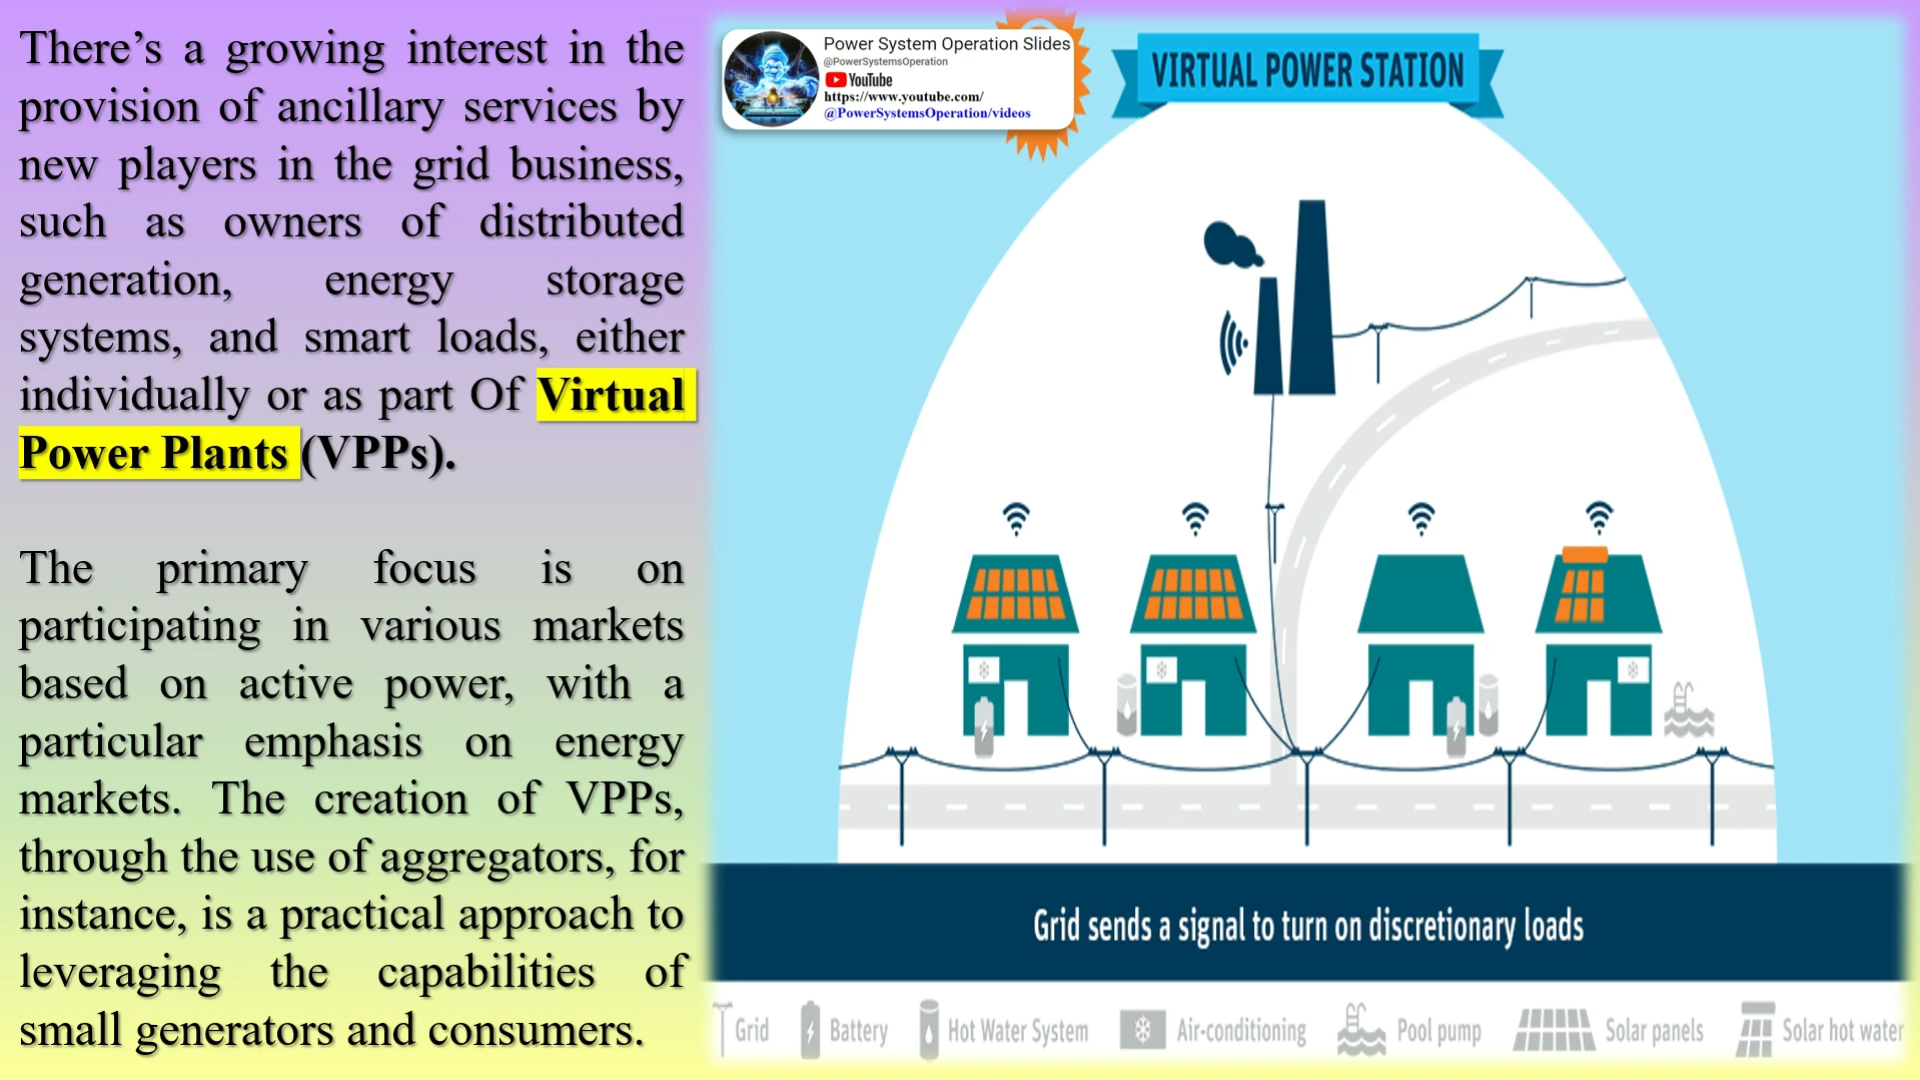 There’s a growing interest in the
provision of ancillary services by
new players in the grid business,
such as owners of distributed
generation, energy storage
systems, and smart loads, either
individually or as part Of Virtual
Power Plants (VPPs).
The primary focus is on
participating in various markets
based on active power, with a
particular emphasis on energy
markets. The creation of VPPs,
through the use of aggregators, for
instance, is a practical approach to
leveraging the capabilities of
small generators and consumers.
Power System Operation Slides
@PowerSystemsOperation
YouTube
https://www.youtube.com/
@PowerSystemsOperation/videos
VIRTUAL POWER STATION
Grid sends a signal to turn on discretionary loads
Grid Battery Hot Water System Air-conditioning Pool pump Solar panels Solar hot water